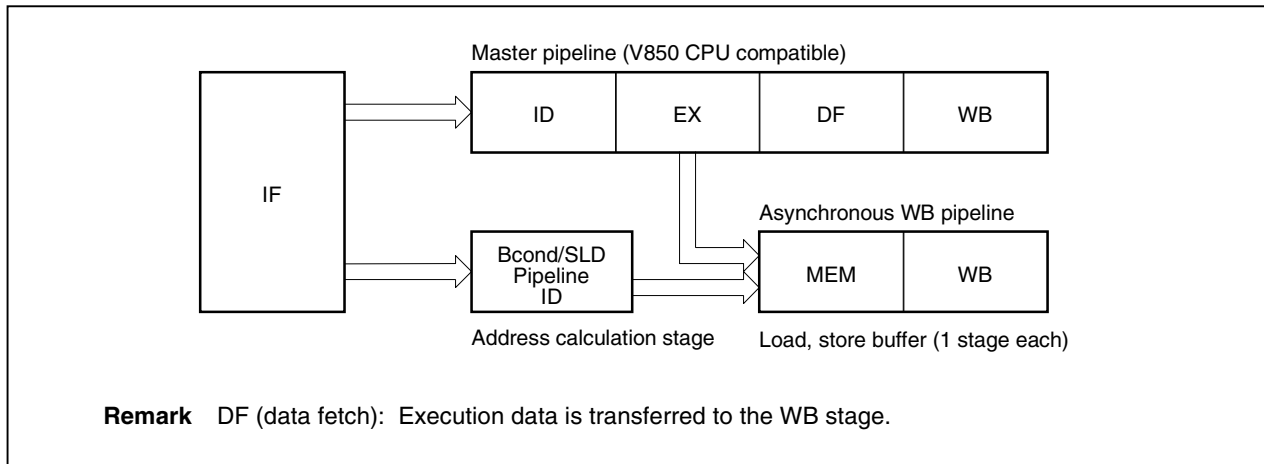 Master pipeline (V850 CPU compatible)
ID
EX
DF
WB
IF
Asynchronous WB pipeline
Bcond/SLD
Pipeline
ID
MEM
WB
Address calculation stage
Load, store buffer (1 stage each)
Remark DF (data fetch): Execution data is transferred to the WB stage.